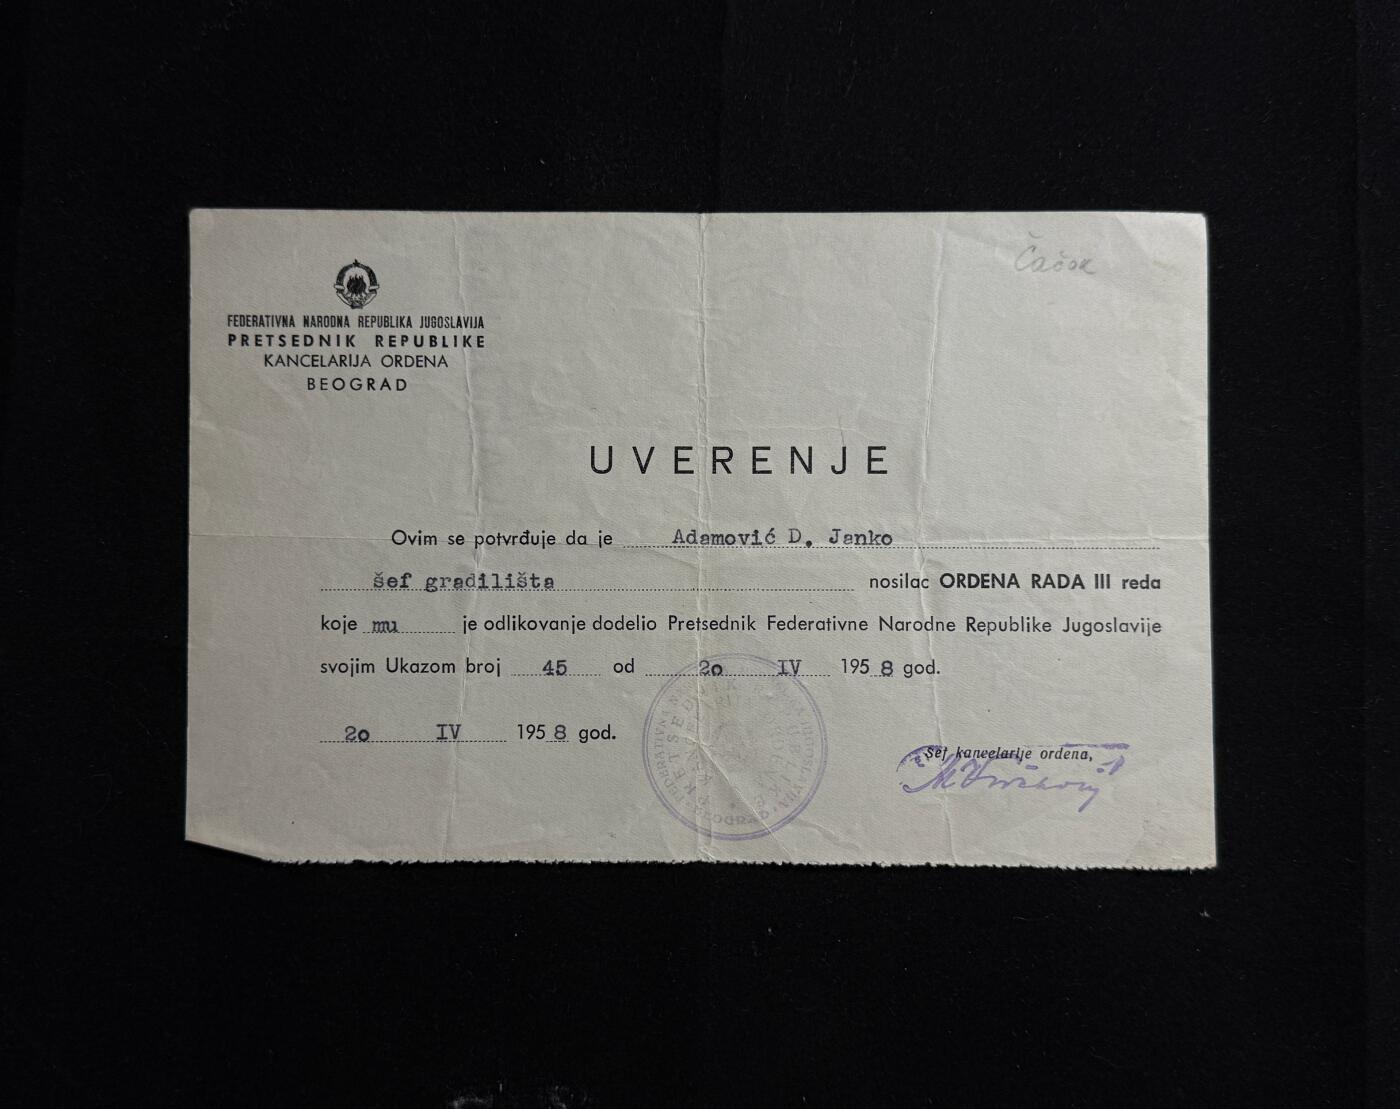 Čačak
FEDERATIVNA NARODNA REPUBLIKA JUGOSLAVIJA
PRETSEDNIK REPUBLIKE
KANCELARIJA ORDENA
BEOGRAD
UVERENJE
Ovim se potvrđuje da je Adamović D. Janko
šef gradilišta nosilac ORDENA RADA III reda
koje mu je odlikovanje dodelio Pretsednik Federativne Narodne Republike Jugoslavije
svojim Ukazom broj 45 od 20 IV 1958 god.
20 IV 1958 god.
Šef kancelarije ordena,
BEOGRAD